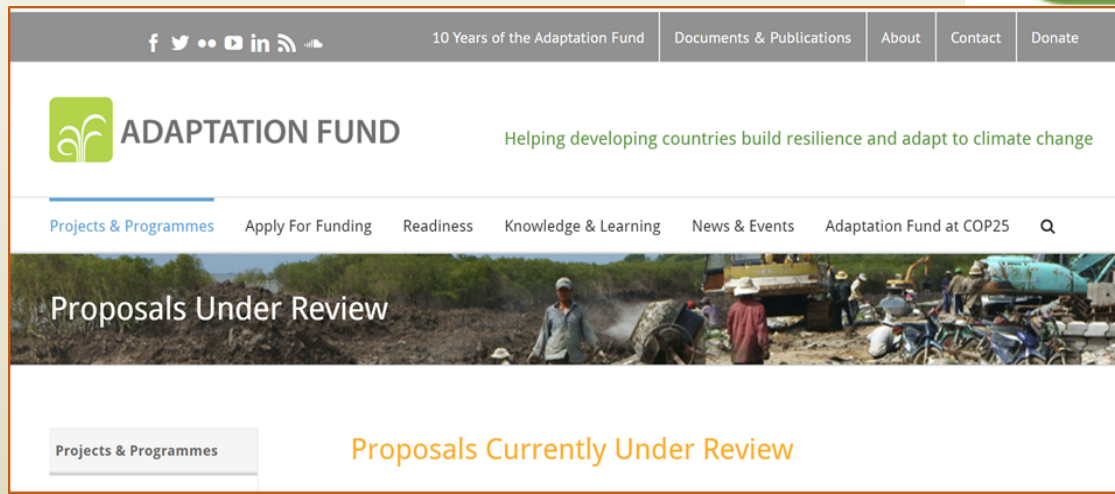 10 Years of the Adaptation Fund Documents & Publications About Contact Donate
ADAPTATION FUND
Helping developing countries build resilience and adapt to climate change
Projects & Programmes Apply For Funding Readiness Knowledge & Learning News & Events Adaptation Fund at COP25
Proposals Under Review
Projects & Programmes
Proposals Currently Under Review